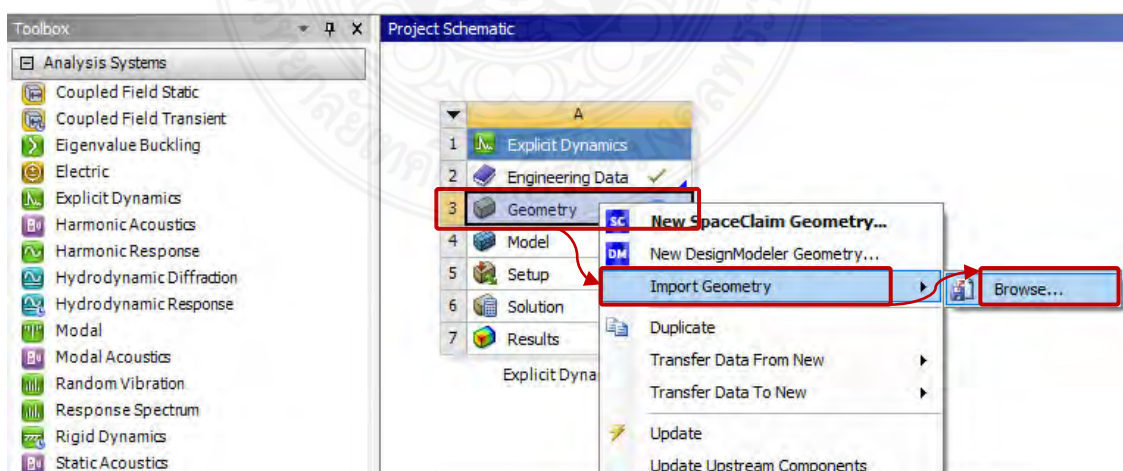 Toolbox
Project Schematic
Analysis Systems
Coupled Field Static
Coupled Field Transient
Eigenvalue Buckling
Electric
Explicit Dynamics
Harmonic Acoustics
Harmonic Response
Hydrodynamic Diffraction
Hydrodynamic Response
Modal
Modal Acoustics
Random Vibration
Response Spectrum
Rigid Dynamics
Static Acoustics
A
1 Explicit Dynamics
2 Engineering Data
3 Geometry
4 Model
5 Setup
6 Solution
7 Results
Explicit Dyna
SC New SpaceClaim Geometry...
DM New DesignModeler Geometry...
Import Geometry
Browse...
Duplicate
Transfer Data From New
Transfer Data To New
Update
Update Upstream Components